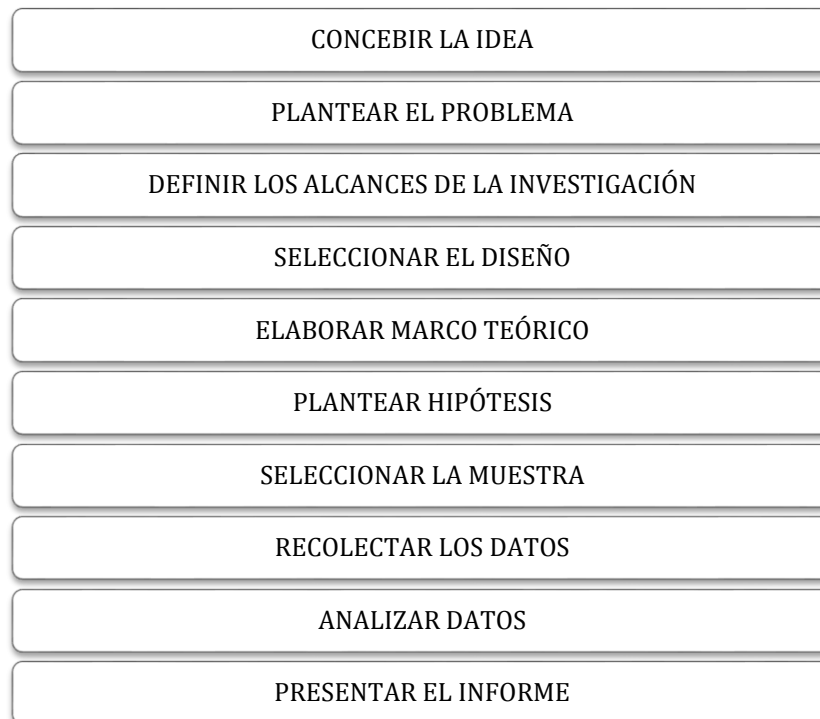 CONCEBIR LA IDEA
PLANTEAR EL PROBLEMA
DEFINIR LOS ALCANCES DE LA INVESTIGACIÓN
SELECCIONAR EL DISEÑO
ELABORAR MARCO TEÓRICO
PLANTEAR HIPÓTESIS
SELECCIONAR LA MUESTRA
RECOLECTAR LOS DATOS
ANALIZAR DATOS
PRESENTAR EL INFORME